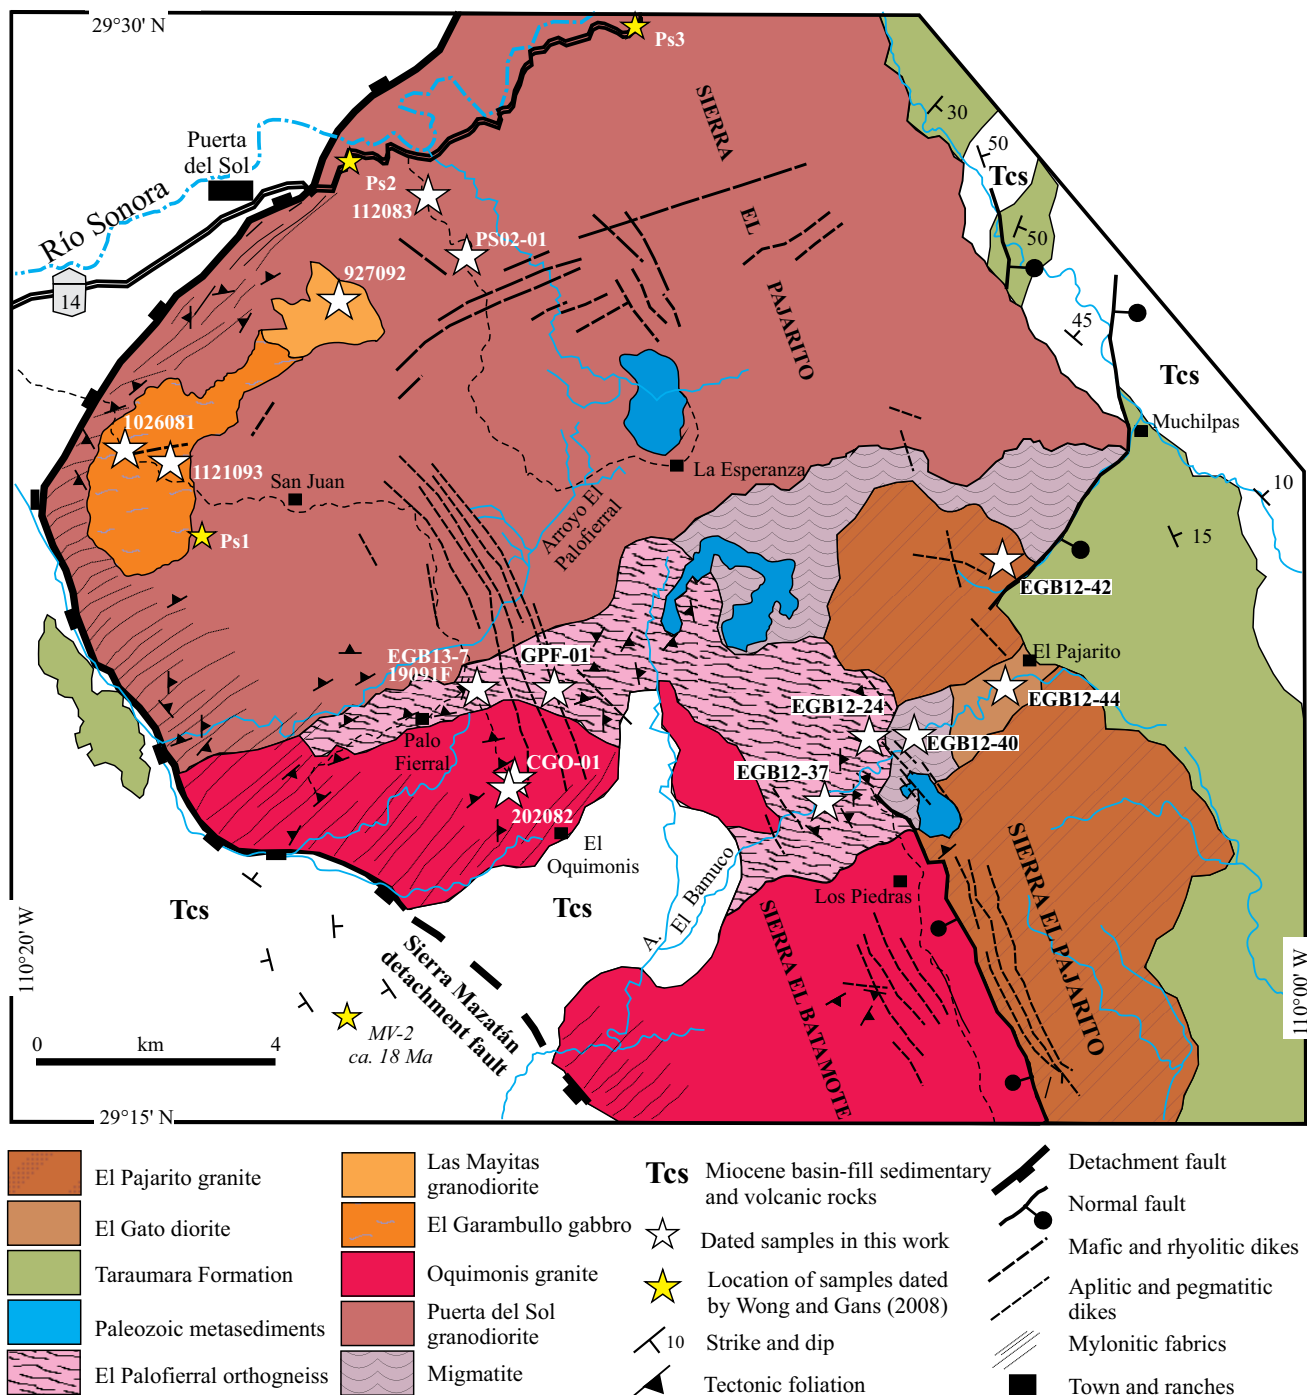 29°30' N
Ps3
SIERRA
30
Puerta
del Sol
50
Tcs
Ps2
112083
Río Sonora
EL
50
PS02-01
927092
14
PAJARITO
45
Tcs
1026081
Muchilpas
1121093
San Juan
La Esperanza
10
Arroyo El
Palofierral
Ps1
15
EGB12-42
EGB13-7
19091F
GPF-01
El Pajarito
EGB12-24
EGB12-44
Palo
Fierral
EGB12-40
CGO-01
EGB12-37
202082
El
Oquimonis
SIERRA EL PAJARITO
Los Piedras
Tcs
Tcs
A. El Bamuco
SIERRA EL BATAMOTE
110°20' W
110°00' W
Sierra Mazatán
detachment fault
MV-2
ca. 18 Ma
0 km 4
29°15' N
El Pajarito granite
El Gato diorite
Taraumara Formation
Paleozoic metasediments
El Palofierral orthogneiss
Las Mayitas
granodiorite
El Garambullo gabbro
Oquimonis granite
Puerta del Sol
granodiorite
Migmatite
Tcs Miocene basin-fill sedimentary
and volcanic rocks
Dated samples in this work
Location of samples dated
by Wong and Gans (2008)
10 Strike and dip
Tectonic foliation
Detachment fault
Normal fault
Mafic and rhyolitic dikes
Aplitic and pegmatitic
dikes
Mylonitic fabrics
Town and ranches